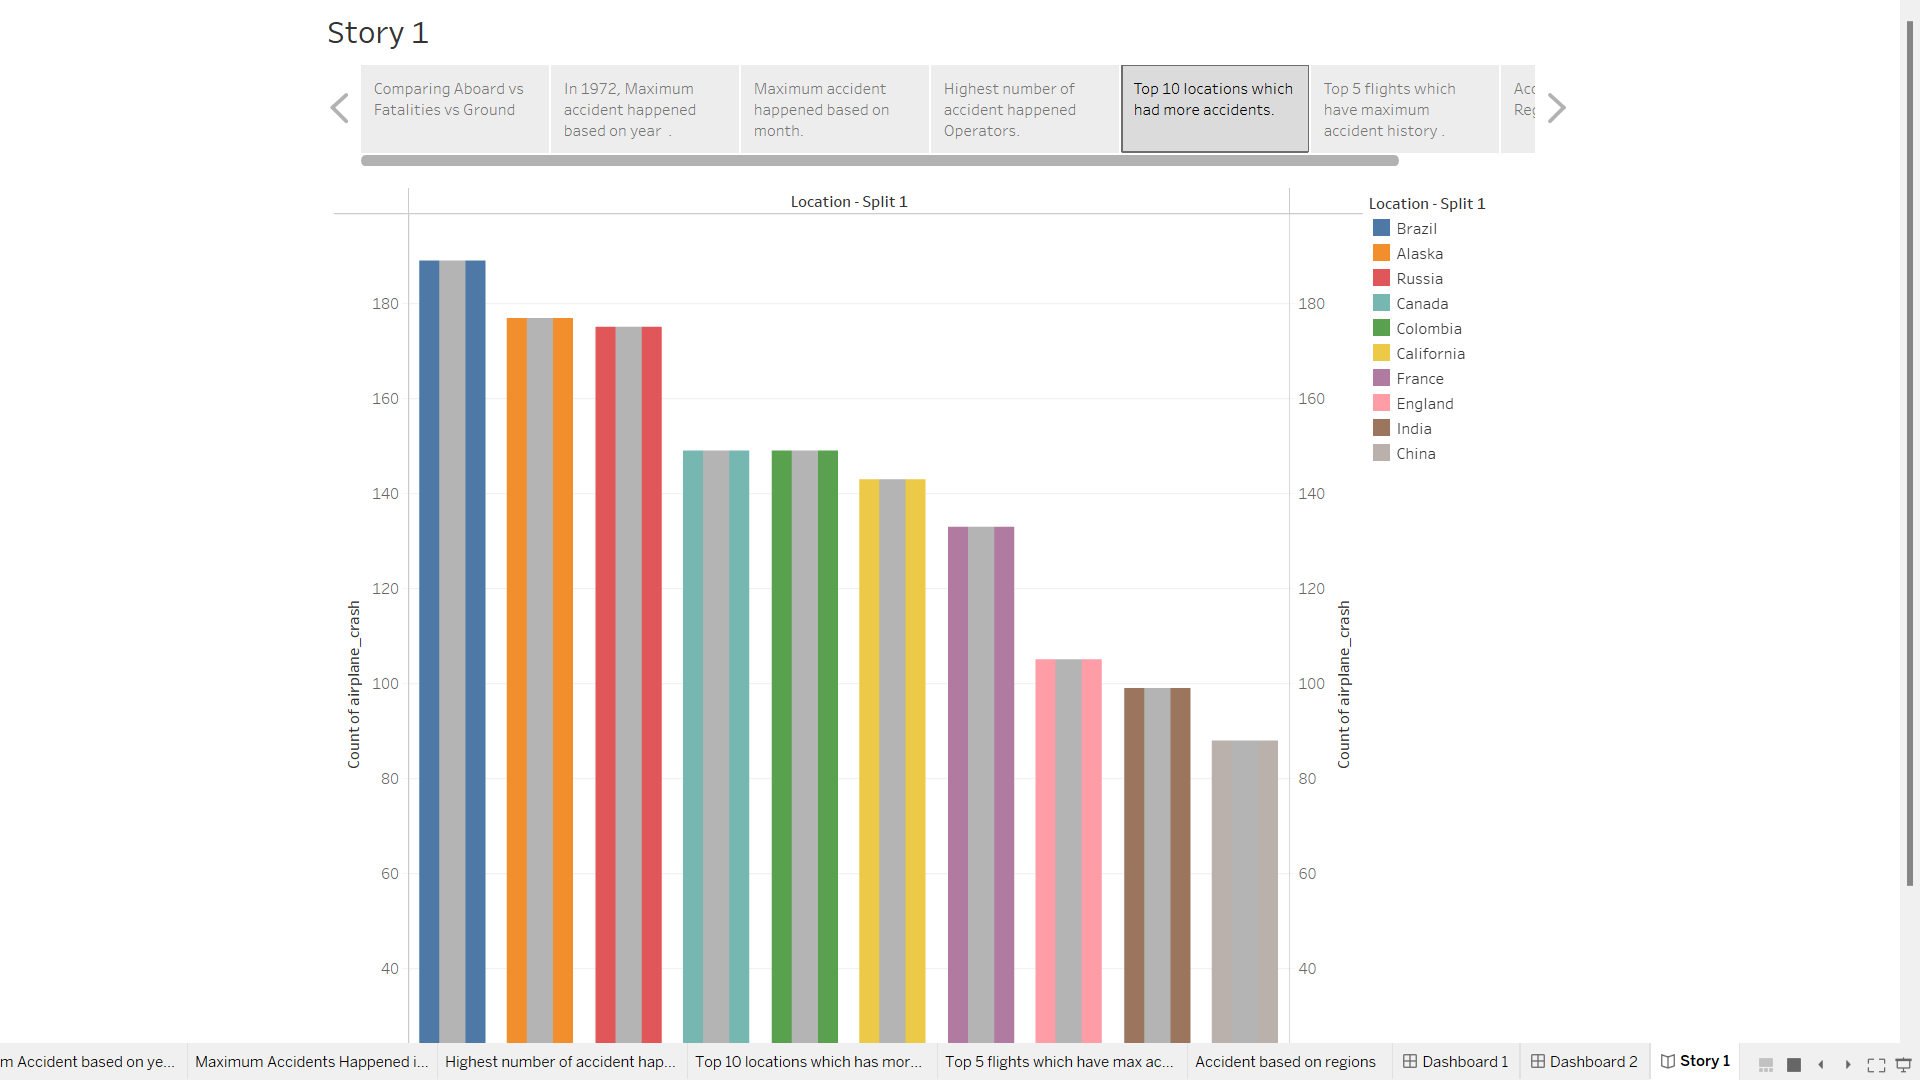 Story 1
Comparing Aboard vs
Fatalities vs Ground
In 1972, Maximum
accident happened
based on year .
Maximum accident
happened based on
month.
Highest number of
accident happened
Operators.
Top 10 locations which
had more accidents.
Top 5 flights which
have maximum
accident history .
Location - Split 1
180
160
140
120
100
80
60
40
Count of airplane_crash
180
160
140
120
100
80
60
40
Count of airplane_crash
Location - Split 1
Brazil
Alaska
Russia
Canada
Colombia
California
France
England
India
China
m Accident based on ye...
Maximum Accidents Happened i...
Highest number of accident hap...
Top 10 locations which has mor...
Top 5 flights which have max ac...
Accident based on regions
Dashboard 1
Dashboard 2
Story 1